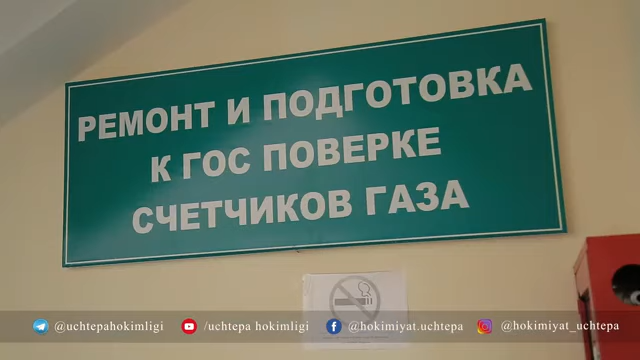 РЕМОНТ И ПОДГОТОВКА
К ГОС ПОВЕРКЕ
СЧЕТЧИКОВ ГАЗА
@uchtepahokimligi /uchtepa hokimligi @hokimiyat.uchtepa @hokimiyat_uchtepa